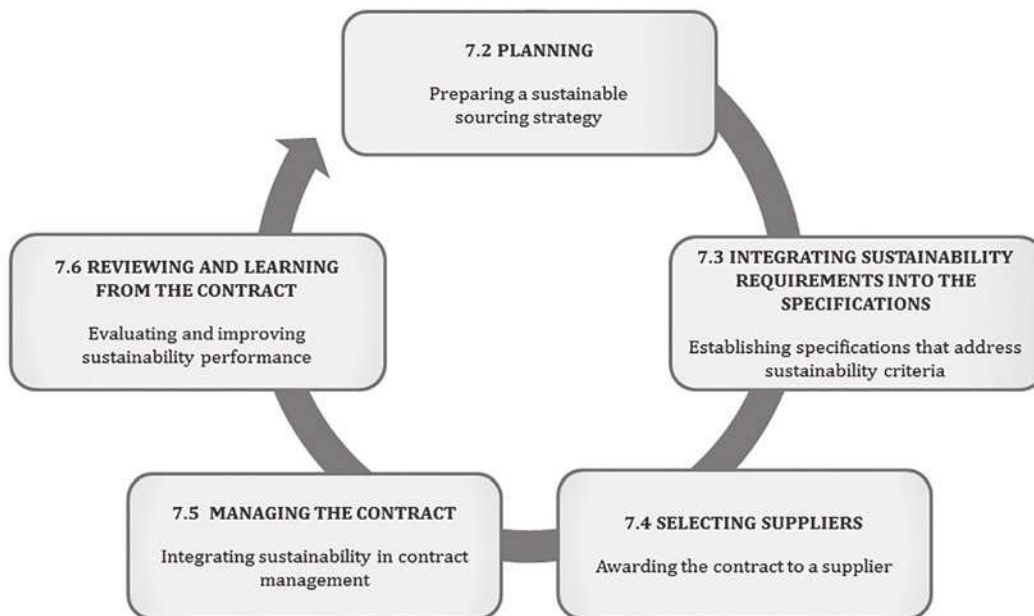 7.2 PLANNING
Preparing a sustainable
sourcing strategy
7.3 INTEGRATING SUSTAINABILITY
REQUIREMENTS INTO THE
SPECIFICATIONS
Establishing specifications that address
sustainability criteria
7.4 SELECTING SUPPLIERS
Awarding the contract to a supplier
7.5 MANAGING THE CONTRACT
Integrating sustainability in contract
management
7.6 REVIEWING AND LEARNING
FROM THE CONTRACT
Evaluating and improving
sustainability performance